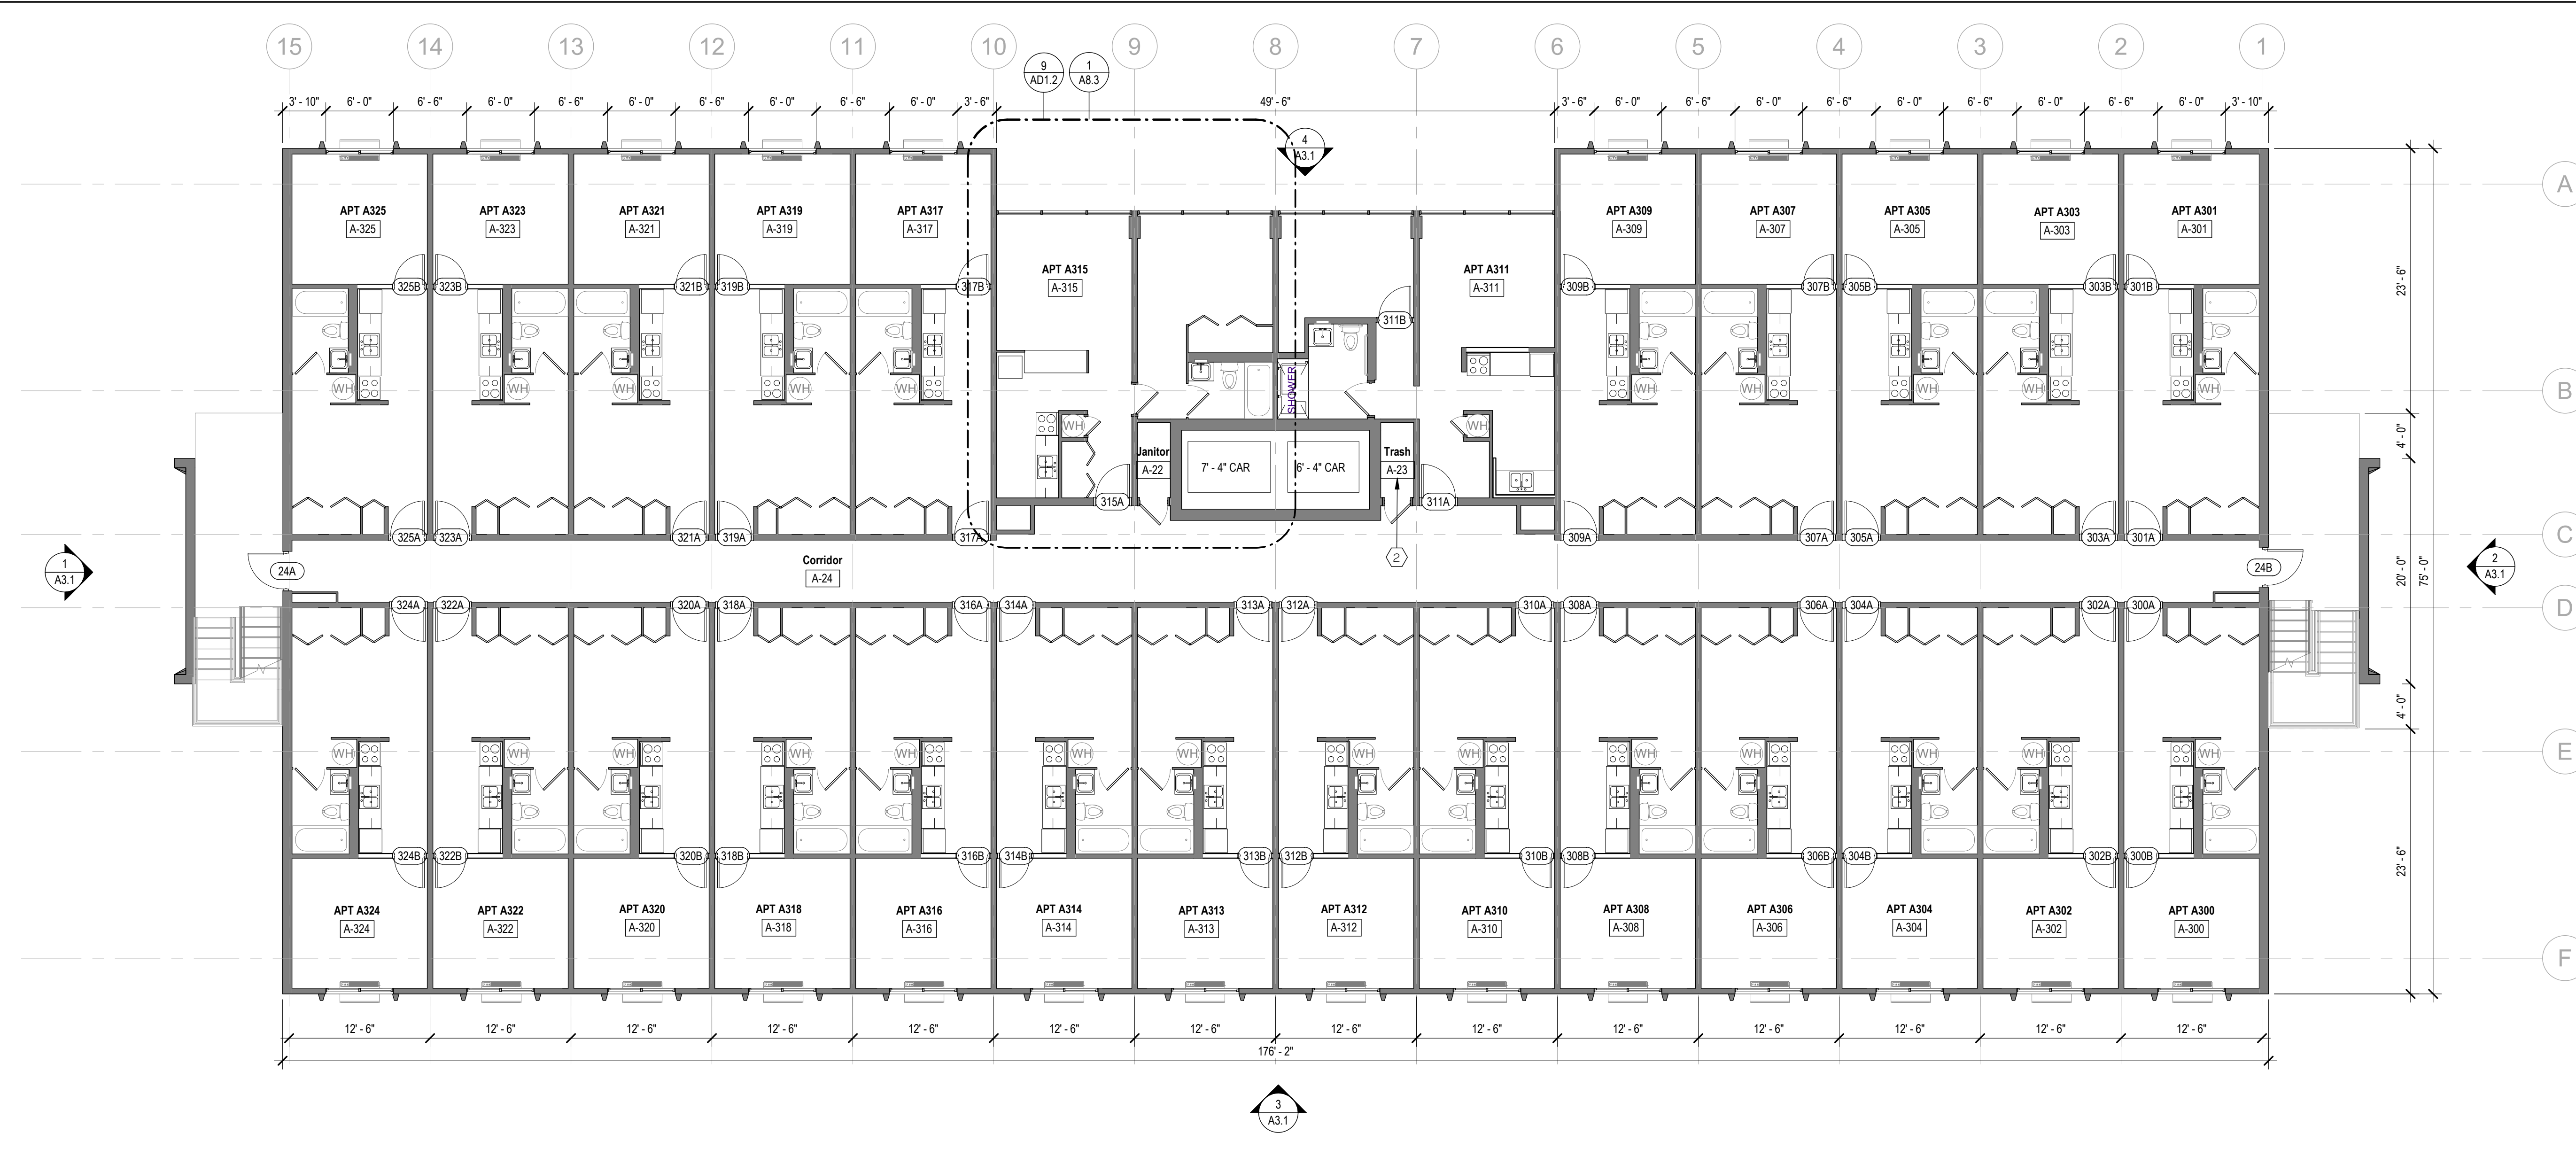 15 14 13 12 11 10 9 8 7 6 5 4 3 2 1
9
AD1.2
1
A8.3
3' - 10" 6' - 0" 6' - 6" 6' - 0" 6' - 6" 6' - 0" 6' - 6" 6' - 0" 6' - 6" 6' - 0" 3' - 6" 49' - 6" 3' - 6" 6' - 0" 6' - 6" 6' - 0" 6' - 6" 6' - 0" 6' - 6" 6' - 0" 6' - 6" 6' - 0" 3' - 10"
4
A3.1
A
APT A325 APT A323 APT A321 APT A319 APT A317 APT A309 APT A307 APT A305 APT A303 APT A301
A-325 A-323 A-321 A-319 A-317 A-309 A-307 A-305 A-303 A-301
APT A315 APT A311
A-315 A-311
325B 323B 321B 319B 317B 309B 307B 305B 303B 301B
23' - 6"
311B
WH WH WH WH WH SHOWER WH WH WH WH WH
B
WH WH
4' - 0"
Janitor Trash
A-22 7' - 4" CAR 6' - 4" CAR A-23
315A 311A
325A 323A 321A 319A 317A 309A 307A 305A 303A 301A
C
2
Corridor
A-24
24A 24B
1
A3.1
2
A3.1
20' - 0" 75' - 0"
324A 322A 320A 318A 316A 314A 313A 312A 310A 308A 306A 304A 302A 300A
D
4' - 0"
WH WH WH WH WH WH WH WH WH WH WH WH WH WH
E
324B 322B 320B 318B 316B 314B 313B 312B 310B 308B 306B 304B 302B 300B
23' - 6"
APT A324 APT A322 APT A320 APT A318 APT A316 APT A314 APT A313 APT A312 APT A310 APT A308 APT A306 APT A304 APT A302 APT A300
A-324 A-322 A-320 A-318 A-316 A-314 A-313 A-312 A-310 A-308 A-306 A-304 A-302 A-300
F
12' - 6" 12' - 6" 12' - 6" 12' - 6" 12' - 6" 12' - 6" 12' - 6" 12' - 6" 12' - 6" 12' - 6" 12' - 6" 12' - 6" 12' - 6" 12' - 6"
176' - 2"
3
A3.1